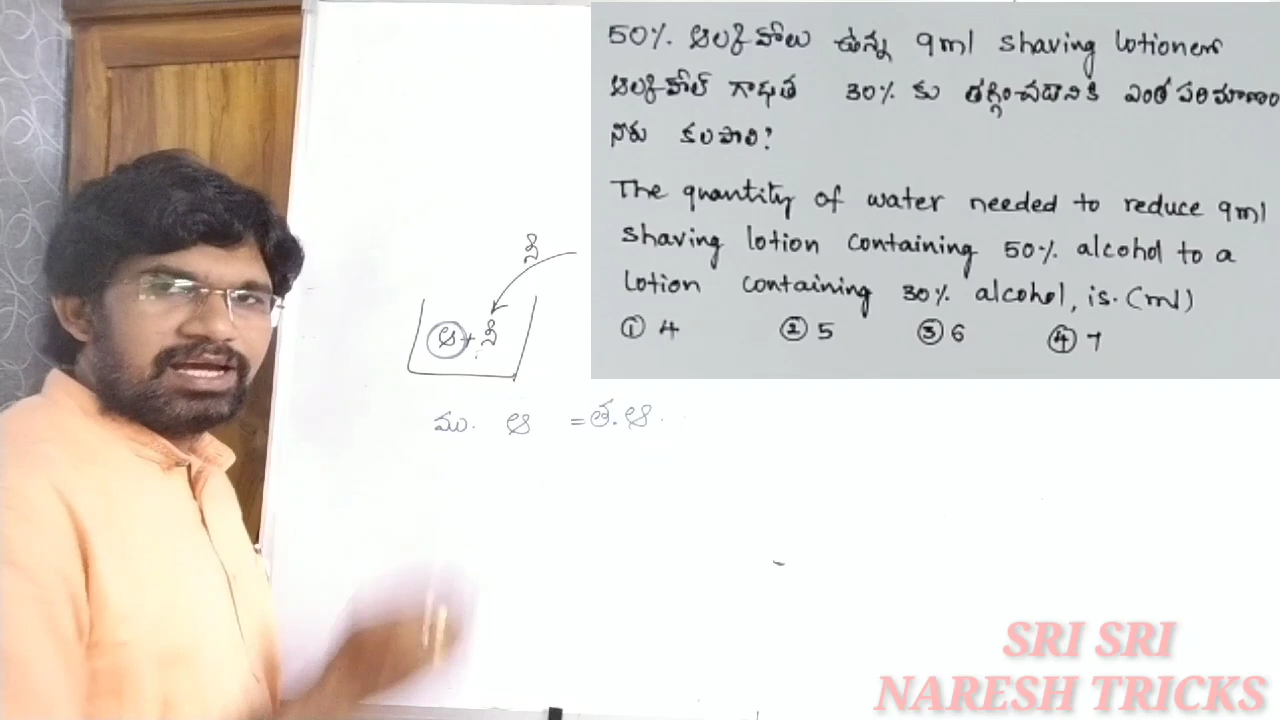 50% ఆల్కహాలు ఉన్న 9ml shaving lotionలో
ఆల్కహాల్ గాఢత 30% కు తగ్గించడానికి ఎంత పరిమాణం
నీరు కలపాలి?
The quantity of water needed to reduce 9ml
shaving lotion containing 50% alcohol to a
lotion containing 30% alcohol, is. (ml)
① 4 ② 5 ③ 6 ④ 7
నీ
ఆ + నీ
ము. ఆ = త. ఆ.
SRI SRI
NARESH TRICKS